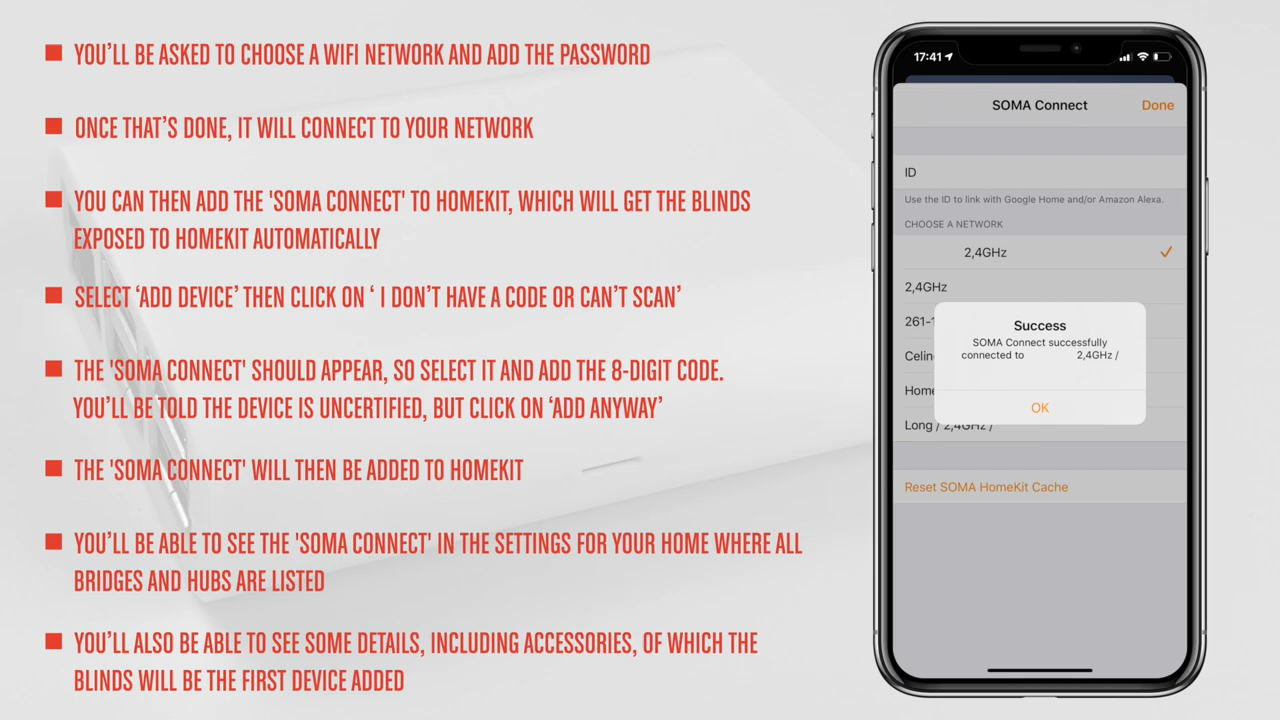 YOU'LL BE ASKED TO CHOOSE A WIFI NETWORK AND ADD THE PASSWORD
ONCE THAT'S DONE, IT WILL CONNECT TO YOUR NETWORK
YOU CAN THEN ADD THE 'SOMA CONNECT' TO HOMEKIT, WHICH WILL GET THE BLINDS
EXPOSED TO HOMEKIT AUTOMATICALLY
SELECT ‘ADD DEVICE’ THEN CLICK ON ‘ I DON’T HAVE A CODE OR CAN’T SCAN’
THE 'SOMA CONNECT' SHOULD APPEAR, SO SELECT IT AND ADD THE 8-DIGIT CODE.
YOU’LL BE TOLD THE DEVICE IS UNCERTIFIED, BUT CLICK ON ‘ADD ANYWAY’
THE 'SOMA CONNECT' WILL THEN BE ADDED TO HOMEKIT
YOU’LL BE ABLE TO SEE THE 'SOMA CONNECT' IN THE SETTINGS FOR YOUR HOME WHERE ALL
BRIDGES AND HUBS ARE LISTED
YOU’LL ALSO BE ABLE TO SEE SOME DETAILS, INCLUDING ACCESSORIES, OF WHICH THE
BLINDS WILL BE THE FIRST DEVICE ADDED
17:41
SOMA Connect Done
ID
Use the ID to link with Google Home and/or Amazon Alexa.
CHOOSE A NETWORK
2,4GHz
2,4GHz
261-1
Celin
Home
Long / 2,4GHz /
Success
SOMA Connect successfully
connected to 2,4GHz /
OK
Reset SOMA HomeKit Cache